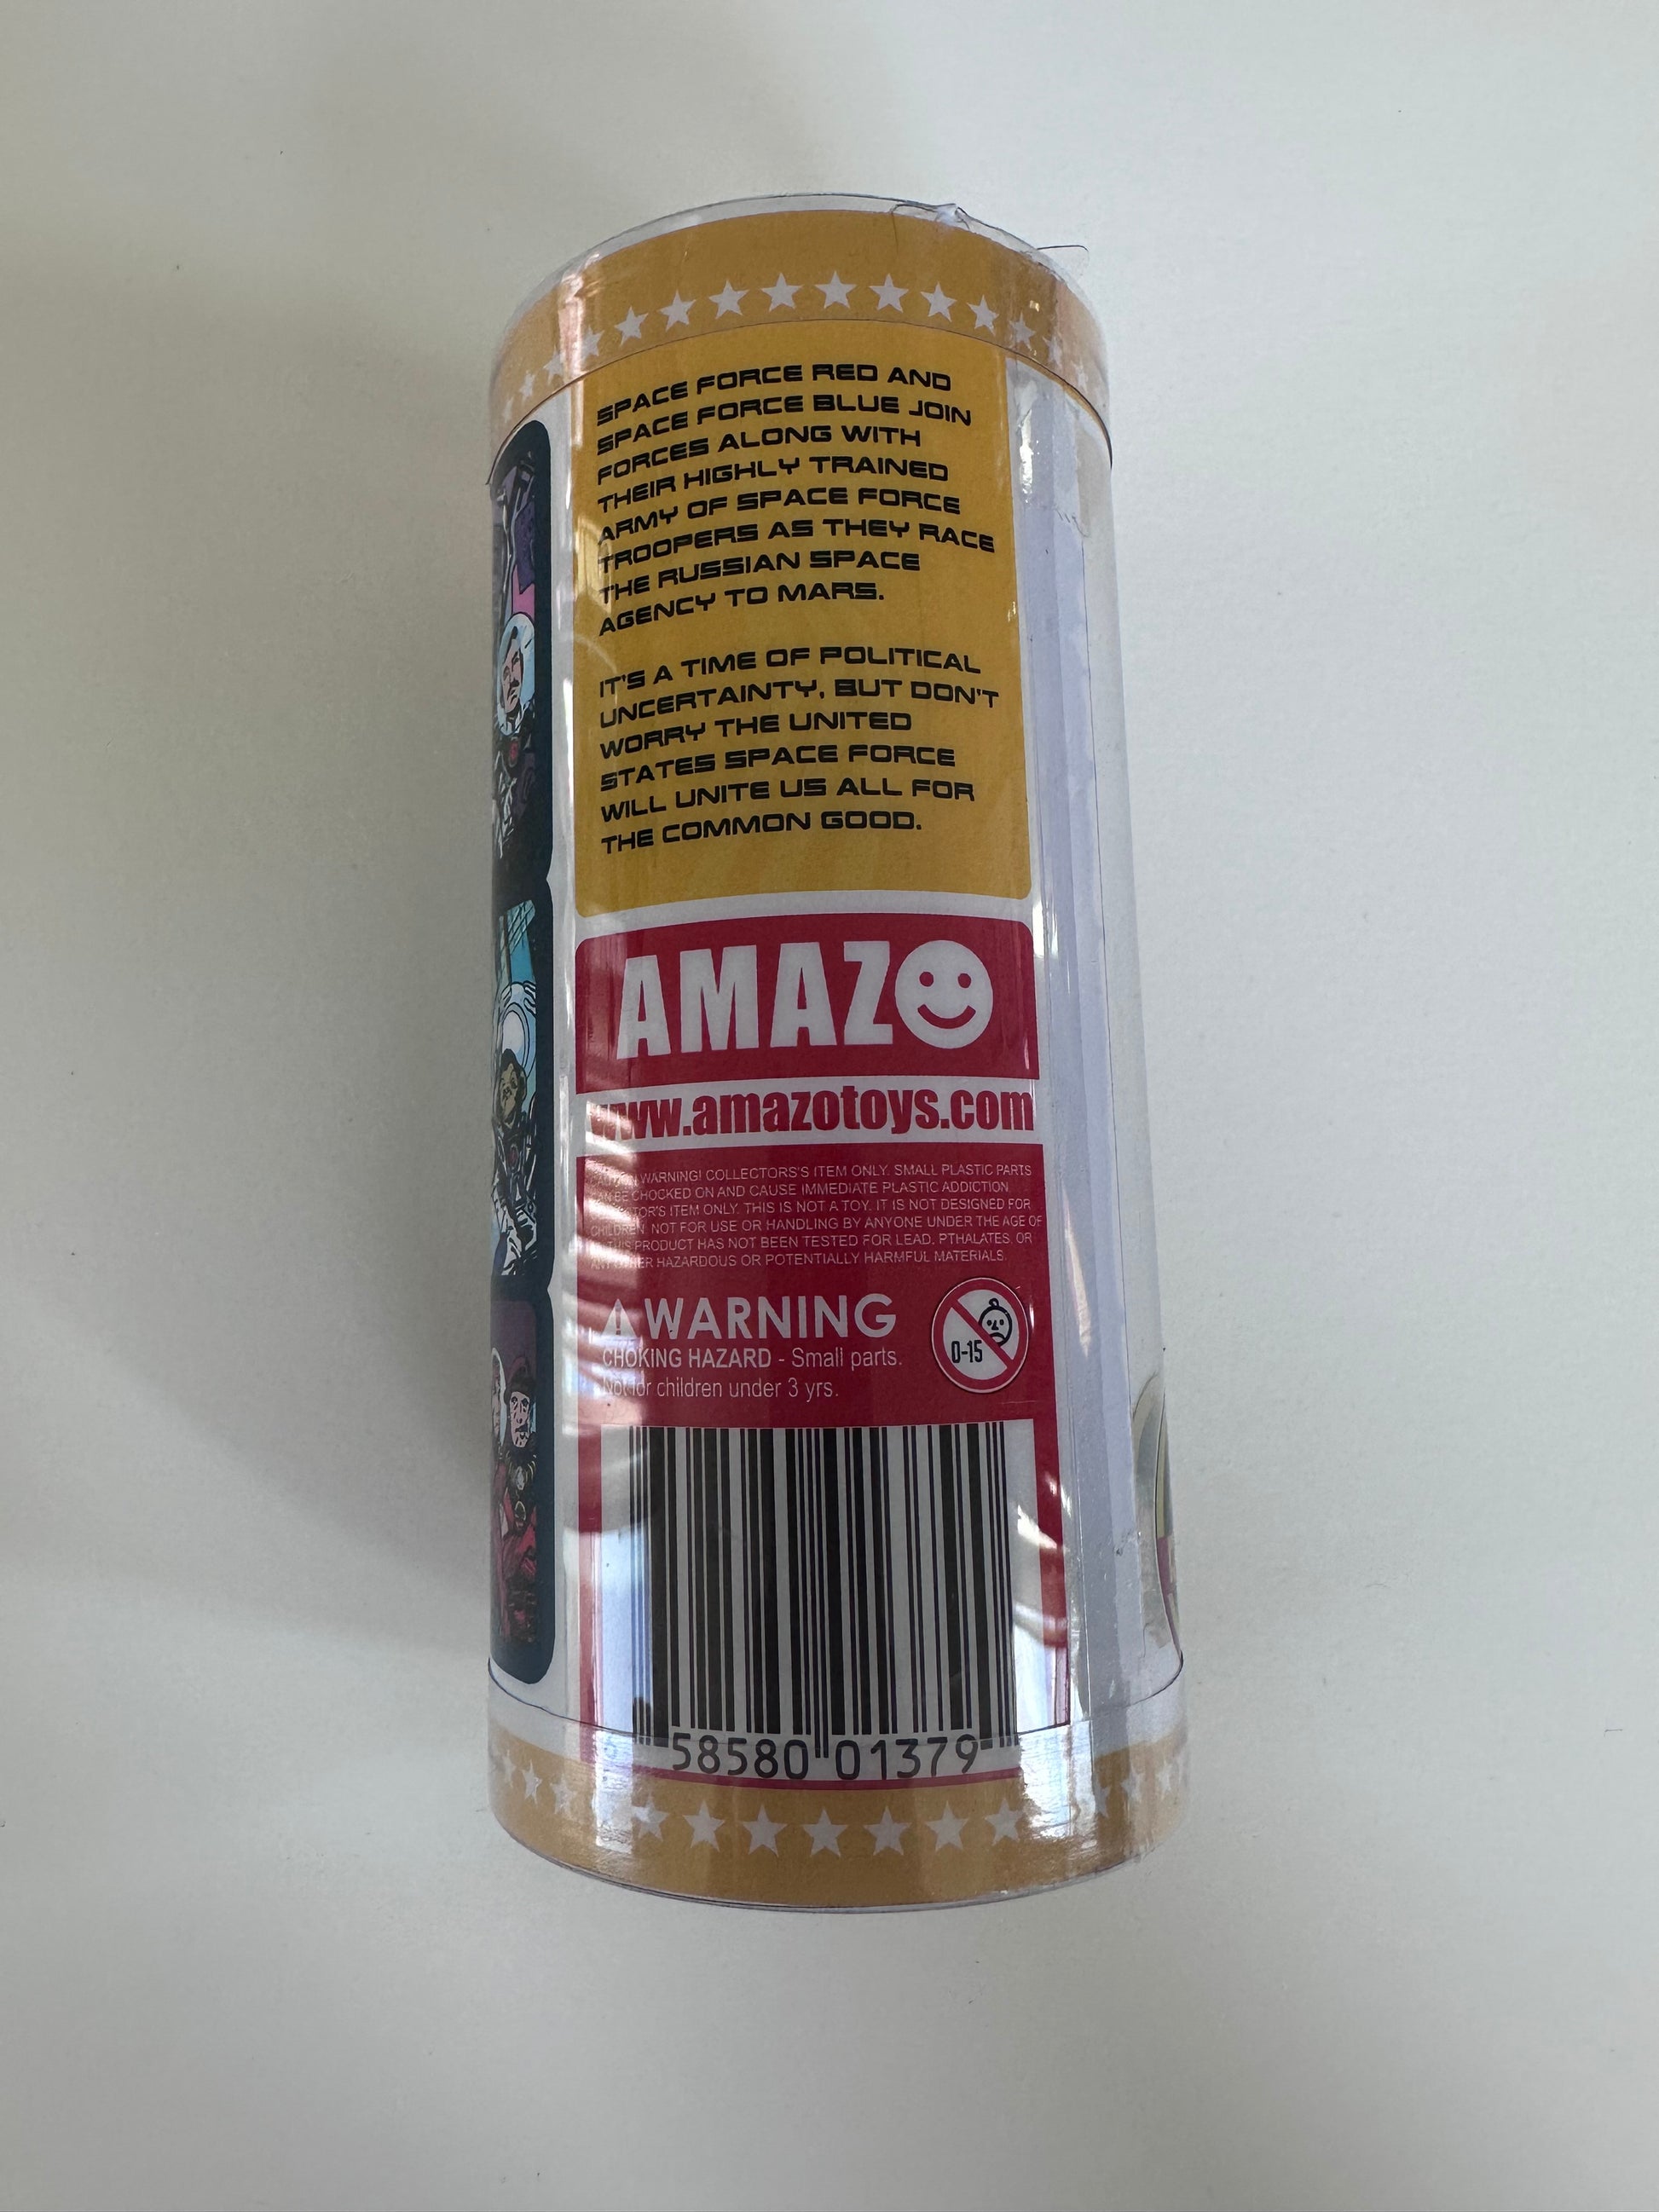 SPACE FORCE RED AND
SPACE FORCE BLUE JOIN
FORCES ALONG WITH
THEIR HIGHLY TRAINED
ARMY OF SPACE FORCE
TROOPERS AS THEY RACE
THE RUSSIAN SPACE
AGENCY TO MARS.
IT'S A TIME OF POLITICAL
UNCERTAINTY, BUT DON'T
WORRY THE UNITED
STATES SPACE FORCE
WILL UNITE US ALL FOR
THE COMMON GOOD.
AMAZO
www.amazotoys.com
WARNING! COLLECTORS'S ITEM ONLY. SMALL PLASTIC PARTS
BE CHOCKED ON AND CAUSE IMMEDIATE PLASTIC ADDICTION
ITEM ONLY. THIS IS NOT A TOY. IT IS NOT DESIGNED FOR
CHILDREN. NOT FOR USE OR HANDLING BY ANYONE UNDER THE AGE OF
THIS PRODUCT HAS NOT BEEN TESTED FOR LEAD, PTHALATES, OR
HAZARDOUS OR POTENTIALLY HARMFUL MATERIALS.
WARNING
CHOKING HAZARD - Small parts.
Not for children under 3 yrs.
0-15
58580 01379